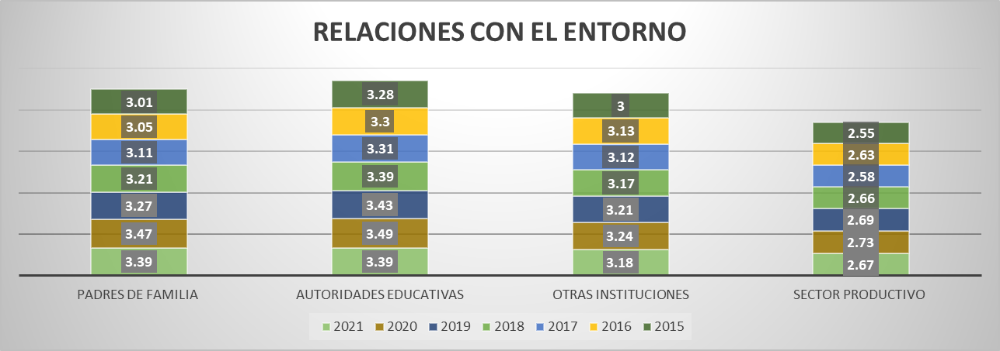 RELACIONES CON EL ENTORNO
3.01 3.28 3 2.55
3.05 3.3 3.13 2.63
3.11 3.31 3.12 2.58
3.21 3.39 3.17 2.66
3.27 3.43 3.21 2.69
3.47 3.49 3.24 2.73
3.39 3.39 3.18 2.67
PADRES DE FAMILIA AUTORIDADES EDUCATIVAS OTRAS INSTITUCIONES SECTOR PRODUCTIVO
2021 2020 2019 2018 2017 2016 2015